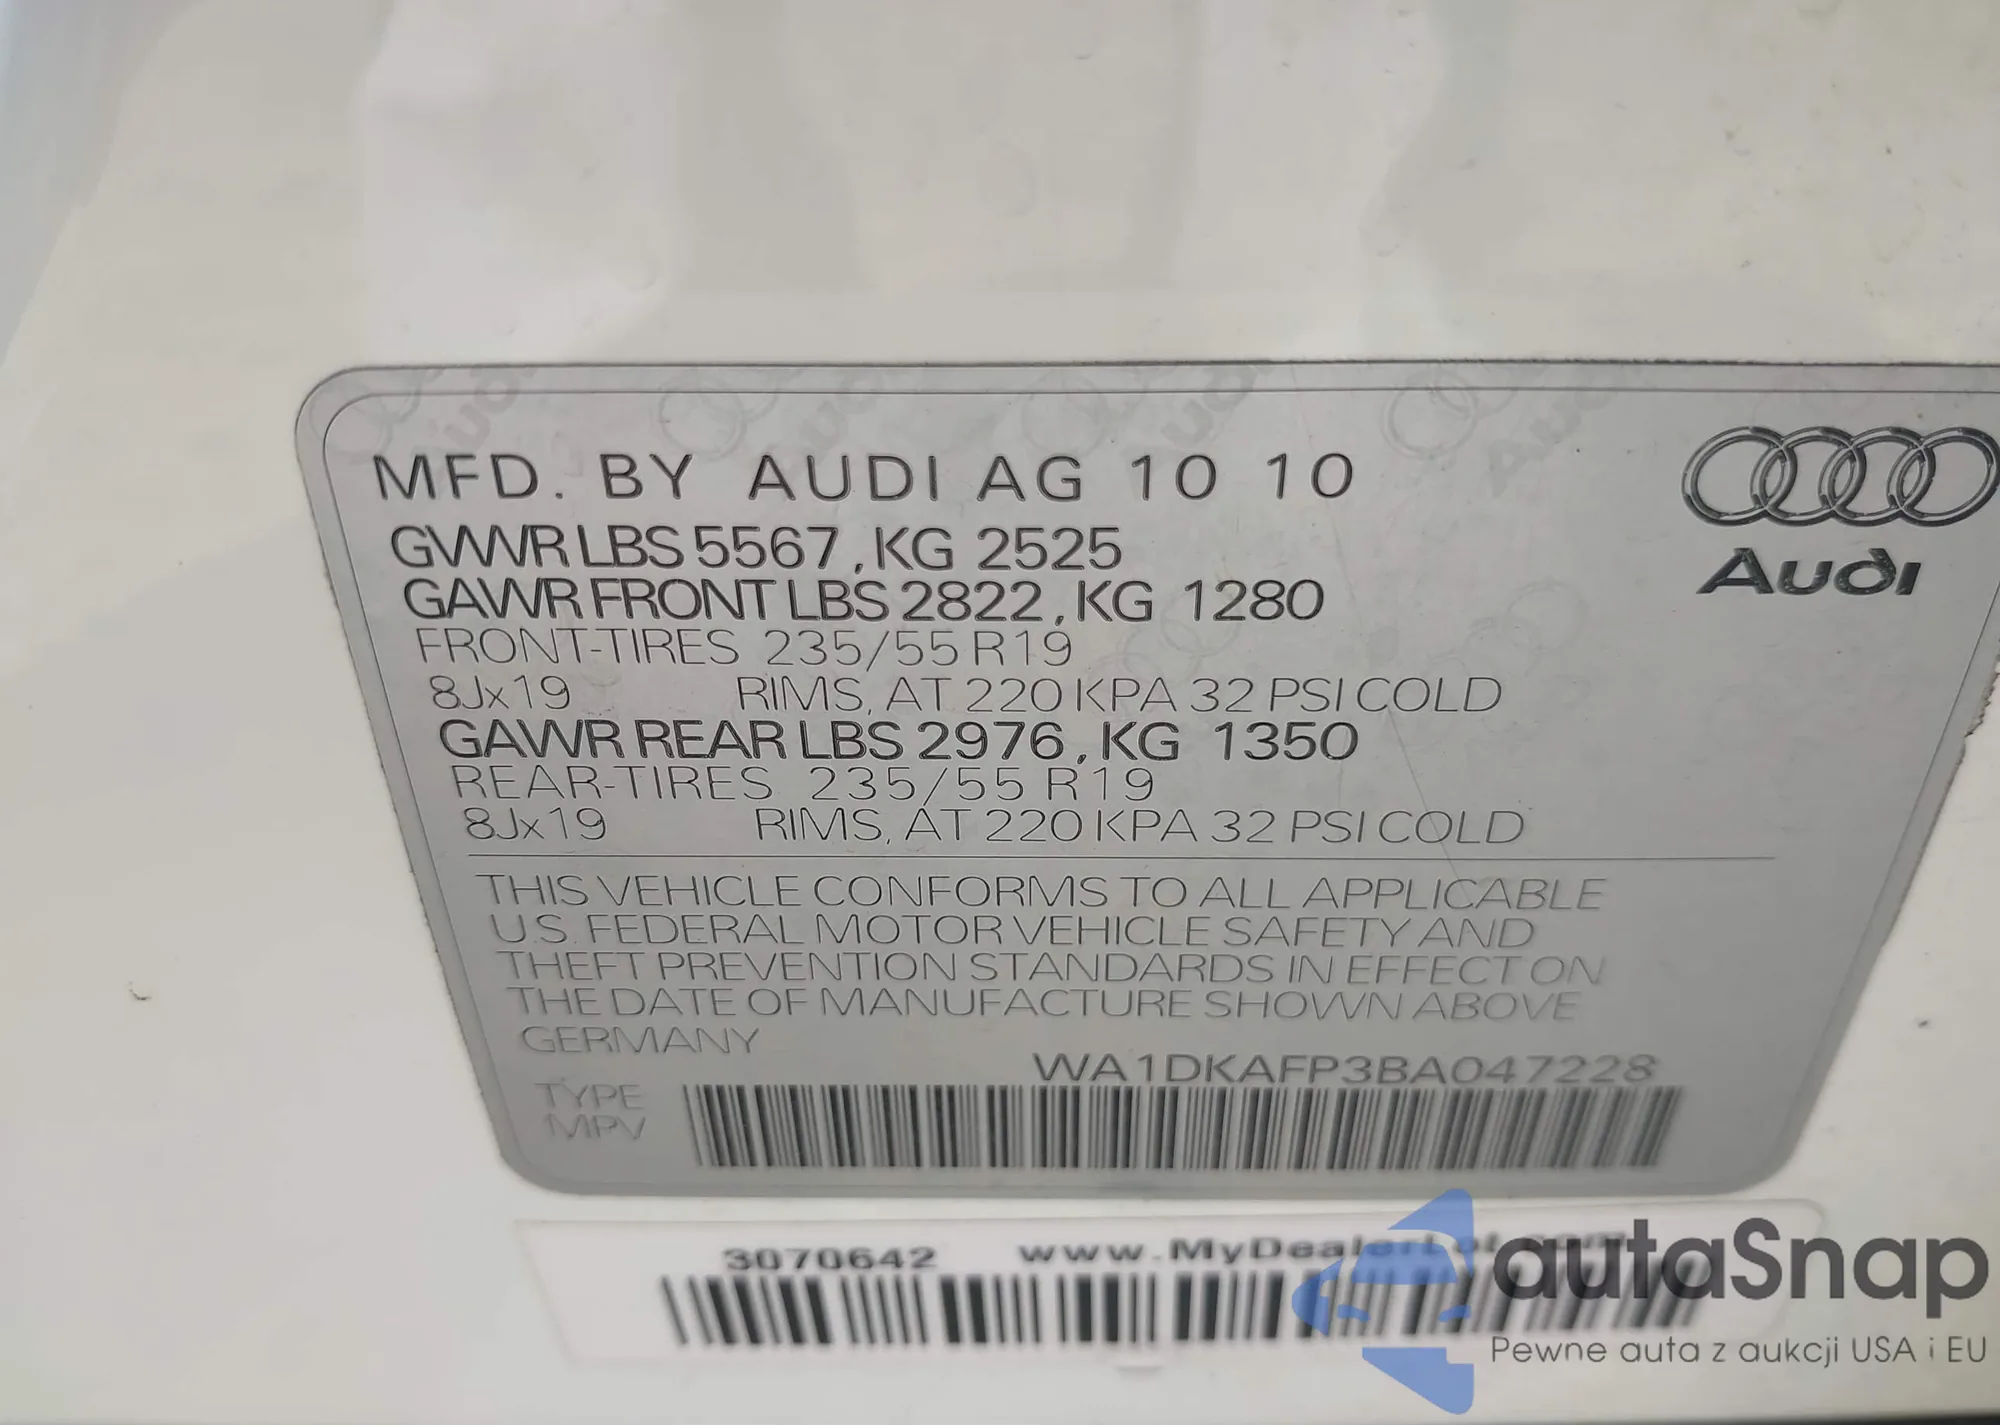 MFD. BY AUDI AG 10 10
GVWR LBS 5567, KG 2525
GAWR FRONT LBS 2822, KG 1280
FRONT-TIRES 235/55 R19
8Jx19 RIMS, AT 220 KPA 32 PSI COLD
GAWR REAR LBS 2976, KG 1350
REAR-TIRES 235/55 R19
8Jx19 RIMS, AT 220 KPA 32 PSI COLD
Audi
THIS VEHICLE CONFORMS TO ALL APPLICABLE
U.S. FEDERAL MOTOR VEHICLE SAFETY AND
THEFT PREVENTION STANDARDS IN EFFECT ON
THE DATE OF MANUFACTURE SHOWN ABOVE
GERMANY
WA1DKAFP3BA047228
TYPE
MPV
3070642 www.MyDealerLot.com
autaSnap
Pewne auta z aukcji USA i EU